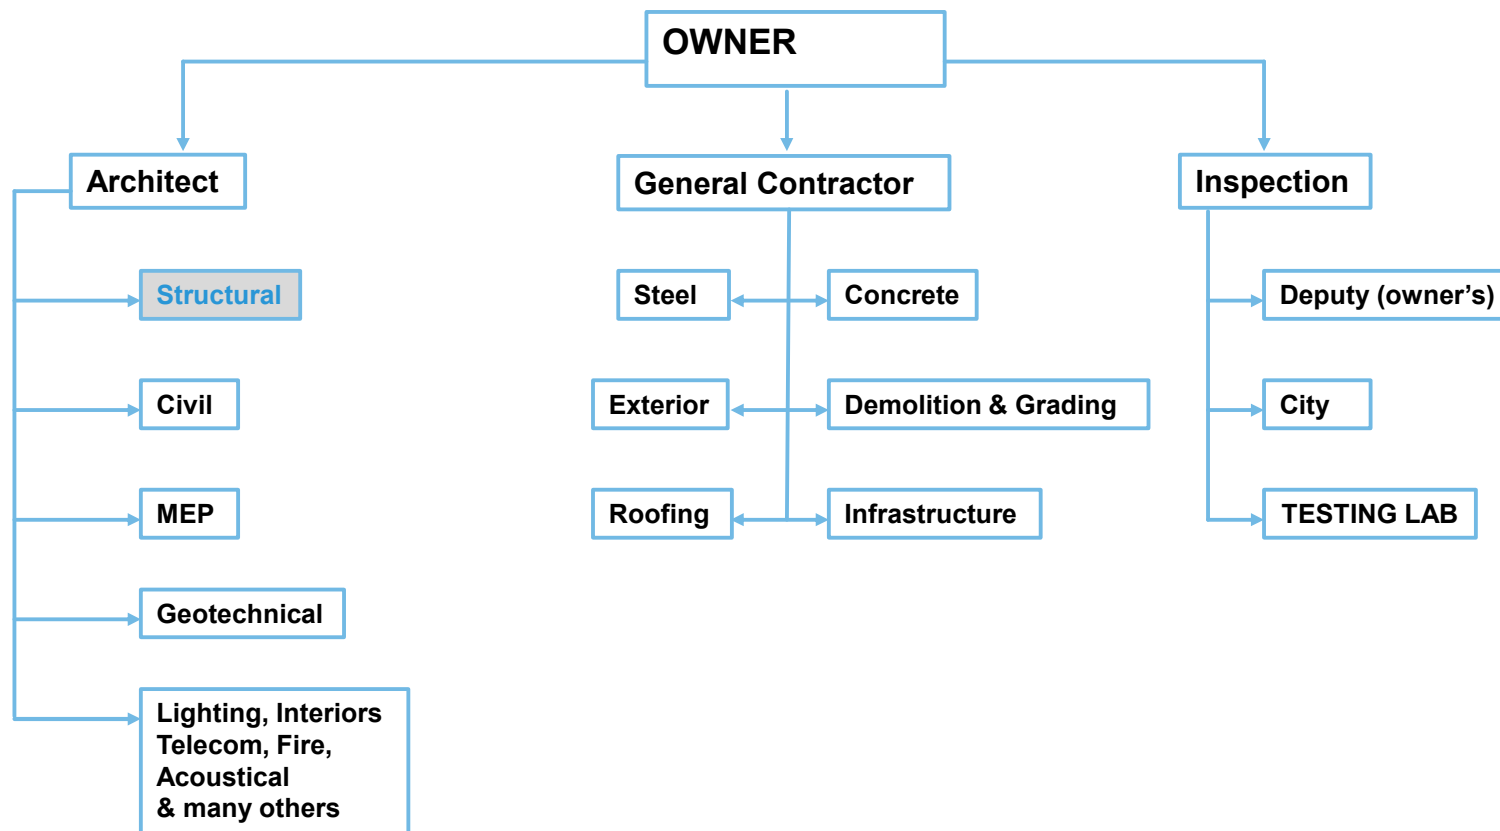 OWNER
Architect
General Contractor
Inspection
Structural
Steel
Concrete
Deputy (owner’s)
Civil
Exterior
Demolition & Grading
City
MEP
Roofing
Infrastructure
TESTING LAB
Geotechnical
Lighting, Interiors
Telecom, Fire,
Acoustical
& many others